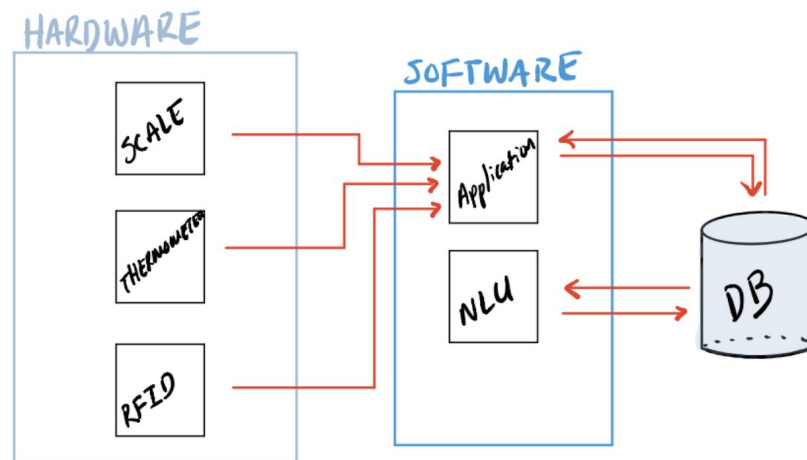 HARDWARE
SCALE
THERMOMETER
RFID
SOFTWARE
Application
NLU
DB